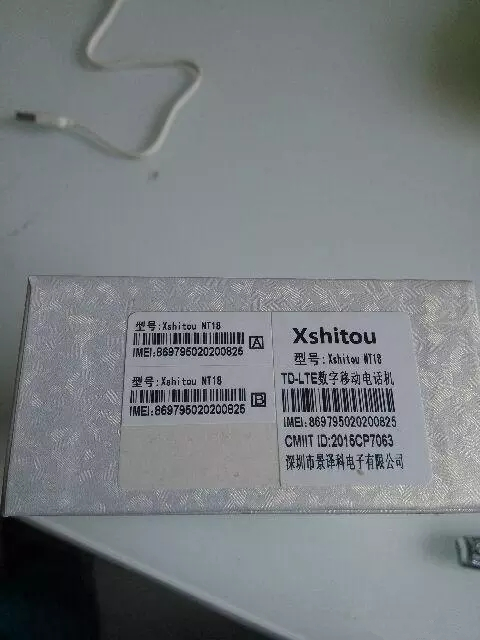 型号:Xshitou NT18
IMEI:869795020200825 A
型号:Xshitou NT18
IMEI:869795020200825 B
Xshitou
型号:Xshitou NT18
TD-LTE数字移动电话机
IMEI:869795020200825
CMIIT ID:2015CP7063
深圳市景译科电子有限公司